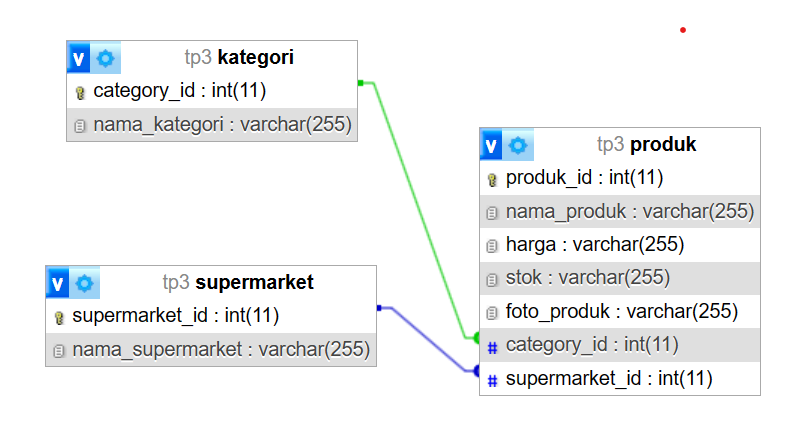 v tp3 kategori
category_id : int(11)
nama_kategori : varchar(255)
v tp3 supermarket
supermarket_id : int(11)
nama_supermarket : varchar(255)
v tp3 produk
produk_id : int(11)
nama_produk : varchar(255)
harga : varchar(255)
stok : varchar(255)
foto_produk : varchar(255)
# category_id : int(11)
# supermarket_id : int(11)